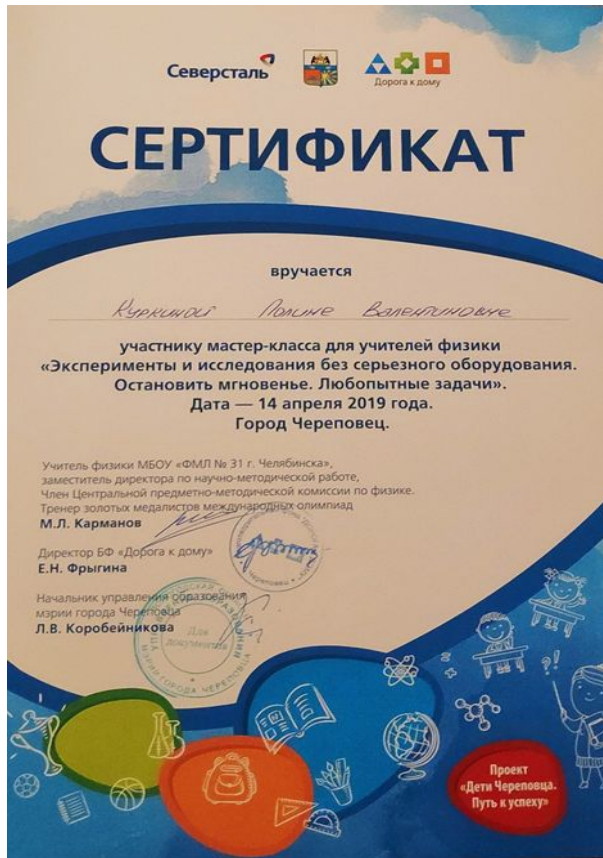 Северсталь
Дорога к дому
СЕРТИФИКАТ
вручается
Куркиной Полине Валентиновне
участнику мастер-класса для учителей физики
«Эксперименты и исследования без серьезного оборудования.
Остановить мгновенье. Любопытные задачи».
Дата — 14 апреля 2019 года.
Город Череповец.
Учитель физики МБОУ «ФМЛ № 31 г. Челябинска»,
заместитель директора по научно-методической работе,
Член Центральной предметно-методической комиссии по физике.
Тренер золотых медалистов международных олимпиад
М.Л. Карманов
Директор БФ «Дорога к дому»
Е.Н. Фрыгина
Начальник управления образования
мэрии города Череповца
Л.В. Коробейникова
Для
документов
МЭРИИ ГОРОДА ЧЕРЕПОВЦА
Проект
«Дети Череповца.
Путь к успеху»